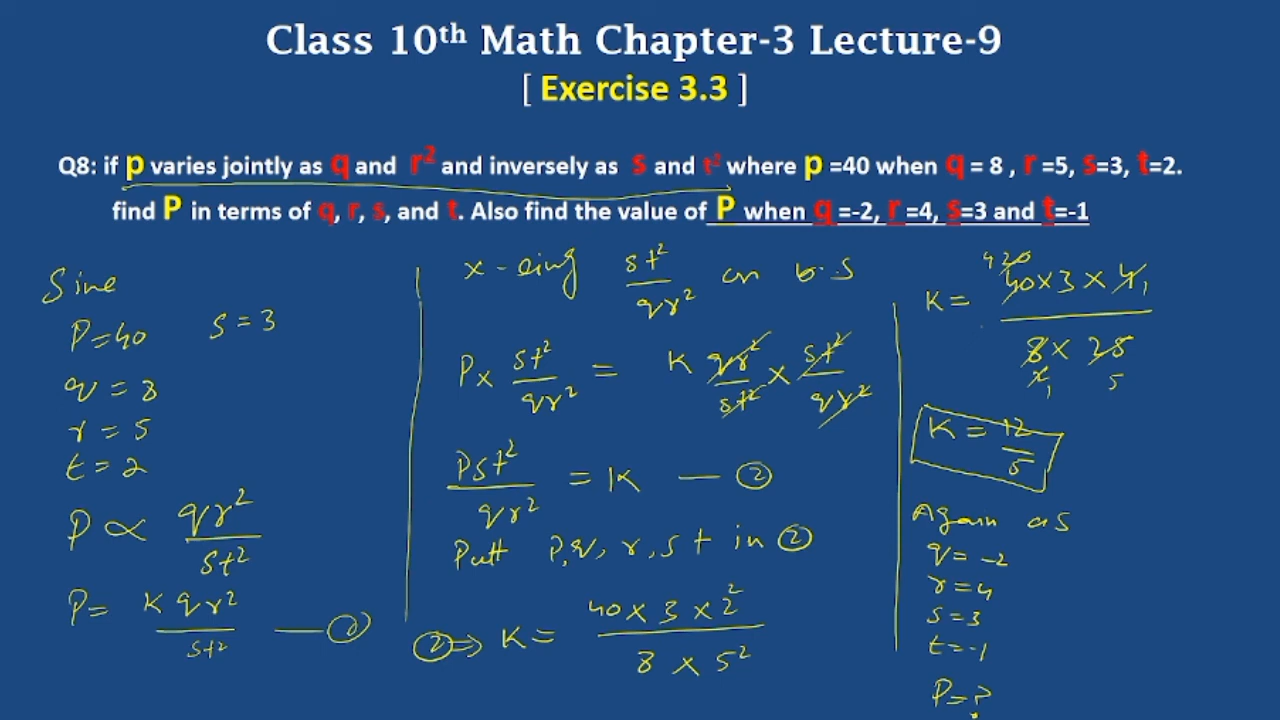 Class 10th Math Chapter-3 Lecture-9
[ Exercise 3.3 ]
Q8: if p varies jointly as q and r² and inversely as s and t² where p =40 when q = 8 , r =5, s=3, t=2.
find P in terms of q, r, s, and t. Also find the value of P when q =-2, r =4, s=3 and t=-1
Sine
P=40 s=3
q = 8
r = 5
t = 2
P ∝ qr²/st²
P= Kqr²/st² — ①
x-eing st²/qr² on b.s
P× st²/qr² = K qr²/st² × st²/qr²
Pst²/qr² = K — ②
Putt P,q, r, s t in ②
②⇒ K= 40 × 3 × 2²/8 × 5²
K= 40×3×4/8×25
K = 12/5
Again as
q= -2
r=4
s=3
t=-1
P=?